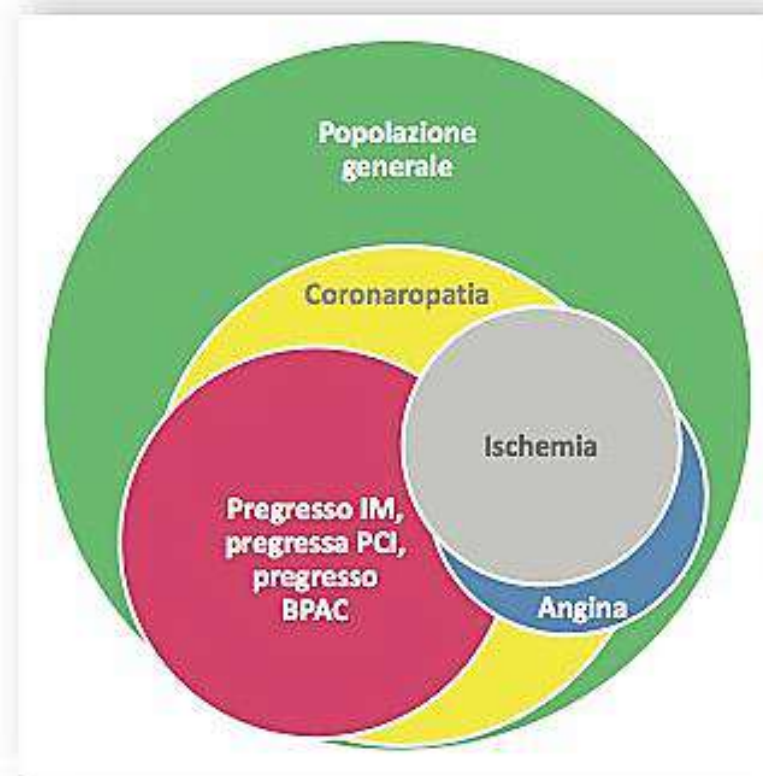 Popolazione
generale
Coronaropatia
Ischemia
Pregresso IM,
pregressa PCI,
pregresso
BPAC
Angina